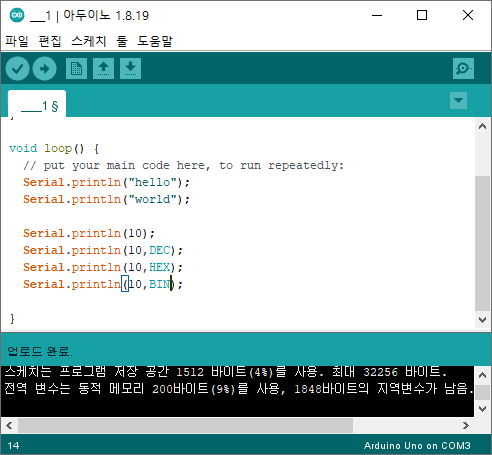 __1 | 아두이노 1.8.19
파일 편집 스케치 툴 도움말
___1 §
}
void loop() {
// put your main code here, to run repeatedly:
Serial.println("hello");
Serial.println("world");
Serial.println(10);
Serial.println(10,DEC);
Serial.println(10,HEX);
Serial.println(10,BIN);
}
업로드 완료.
스케치는 프로그램 저장 공간 1512 바이트(4%)를 사용. 최대 32256 바이트.
전역 변수는 동적 메모리 200바이트(9%)를 사용, 1848바이트의 지역변수가 남음.
14
Arduino Uno on COM3